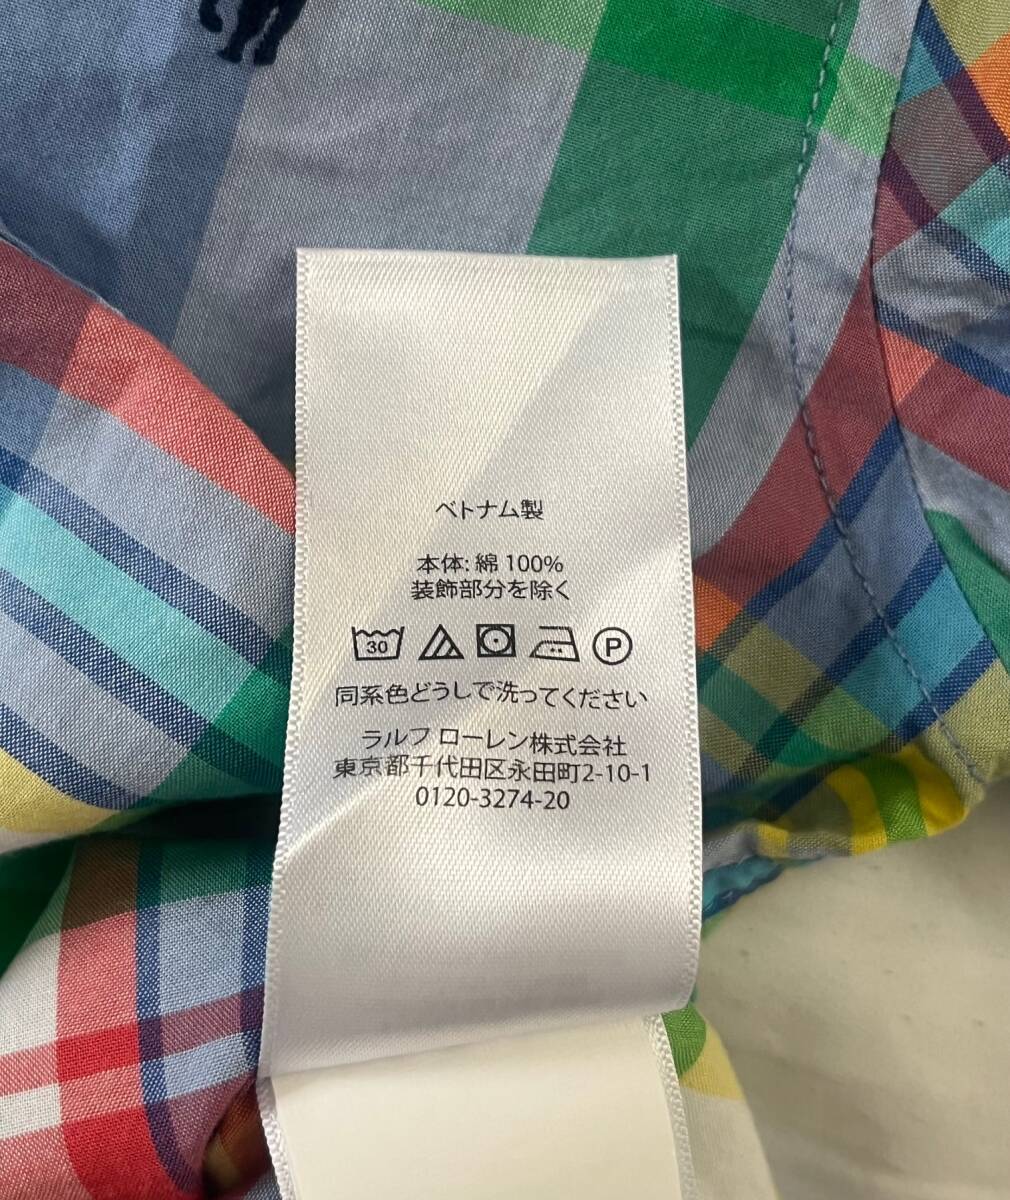 ベトナム製
本体: 綿 100%
装飾部分を除く
30 P
同系色どうしで洗ってください
ラルフ ローレン株式会社
東京都千代田区永田町2-10-1
0120-3274-20